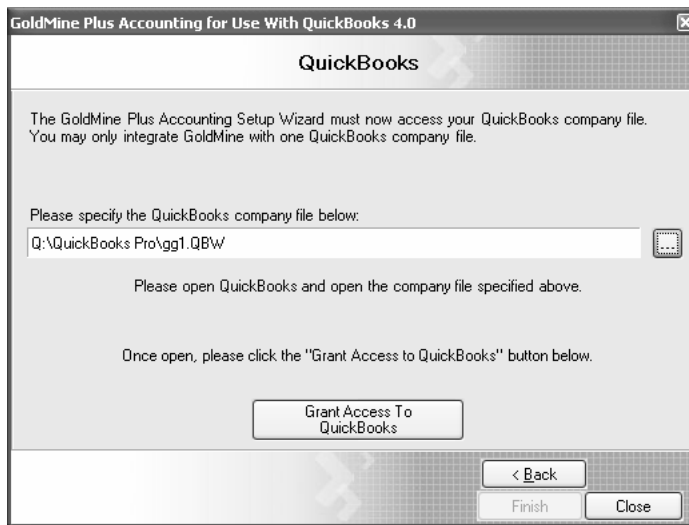 GoldMine Plus Accounting for Use With QuickBooks 4.0
QuickBooks
The GoldMine Plus Accounting Setup Wizard must now access your QuickBooks company file.
You may only integrate GoldMine with one QuickBooks company file.
Please specify the QuickBooks company file below:
Q:\QuickBooks Pro\gg1.QBW
...
Please open QuickBooks and open the company file specified above.
Once open, please click the "Grant Access to QuickBooks" button below.
Grant Access To
QuickBooks
< Back
Finish
Close